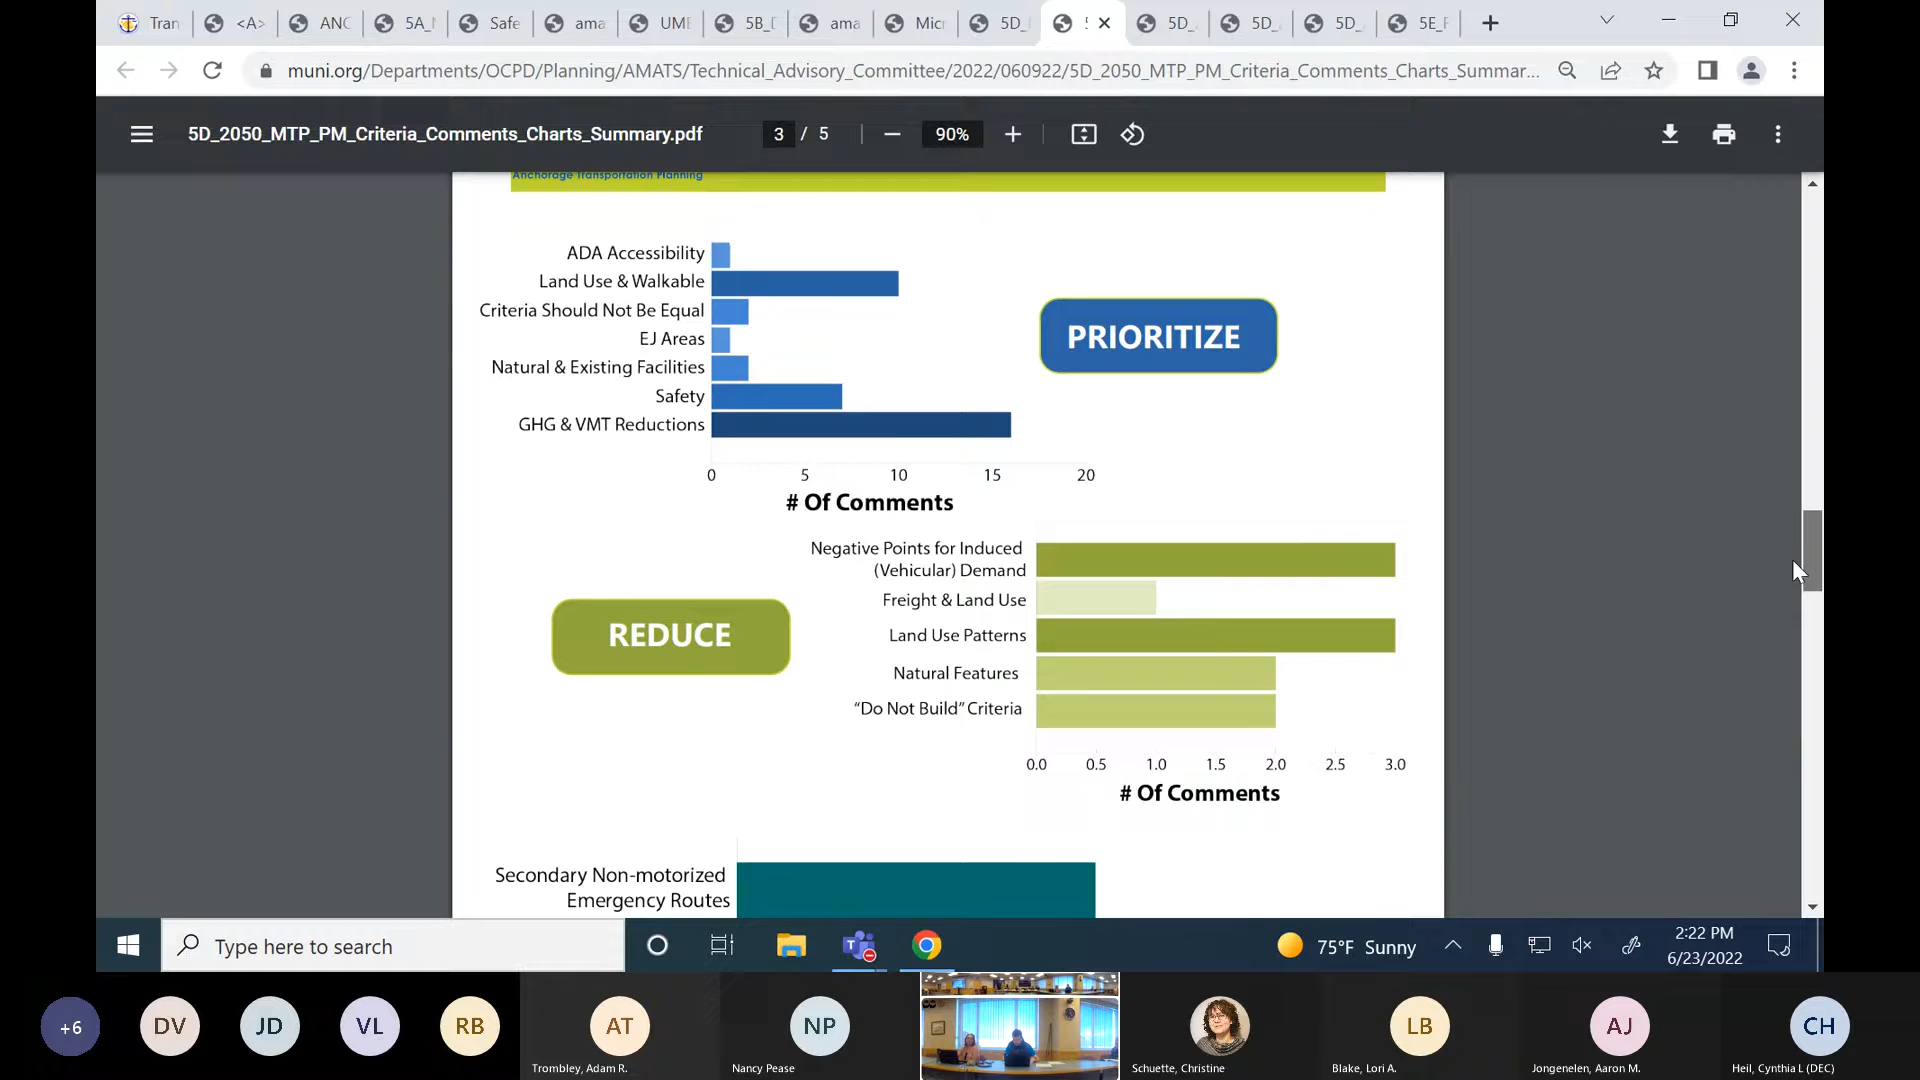 Tran
<A>
ANC
5A_
Safe
ama
UME
5B_D
ama
Micr
5D_
5D_
5D_
5D_
5E_F
muni.org/Departments/OCPD/Planning/AMATS/Technical_Advisory_Committee/2022/060922/5D_2050_MTP_PM_Criteria_Comments_Charts_Summar...
5D_2050_MTP_PM_Criteria_Comments_Charts_Summary.pdf
3 / 5
90%
Anchorage Transportation Planning
ADA Accessibility
Land Use & Walkable
Criteria Should Not Be Equal
EJ Areas
Natural & Existing Facilities
Safety
GHG & VMT Reductions
0 5 10 15 20
# Of Comments
PRIORITIZE
Negative Points for Induced
(Vehicular) Demand
Freight & Land Use
Land Use Patterns
Natural Features
“Do Not Build” Criteria
0.0 0.5 1.0 1.5 2.0 2.5 3.0
# Of Comments
REDUCE
Secondary Non-motorized
Emergency Routes
Type here to search
75°F Sunny
2:22 PM
6/23/2022
+6
DV
JD
VL
RB
AT
Trombley, Adam R.
NP
Nancy Pease
Schuette, Christine
LB
Blake, Lori A.
AJ
Jongenelen, Aaron M.
CH
Heil, Cynthia L (DEC)